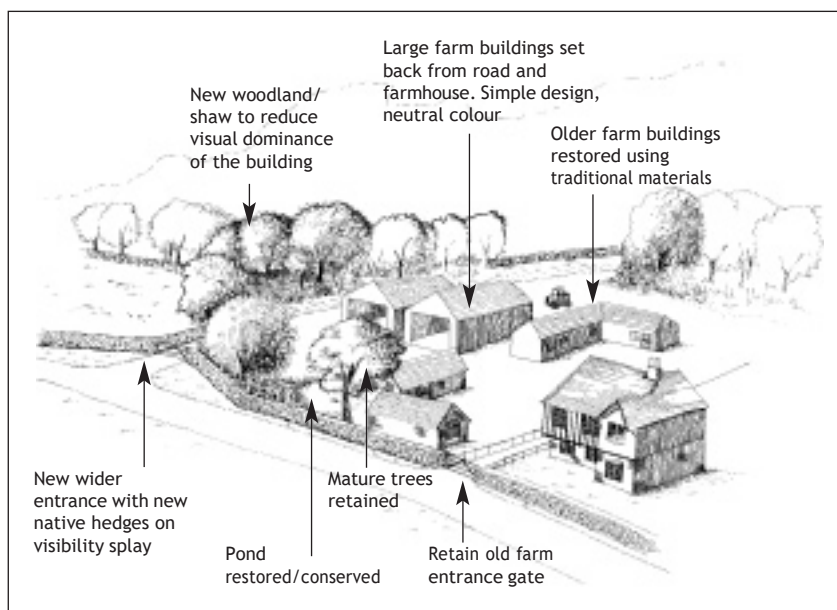 Large farm buildings set
back from road and
farmhouse. Simple design,
neutral colour
New woodland/
shaw to reduce
visual dominance
of the building
Older farm buildings
restored using
traditional materials
New wider
entrance with new
native hedges on
visibility splay
Mature trees
retained
Pond
restored/conserved
Retain old farm
entrance gate